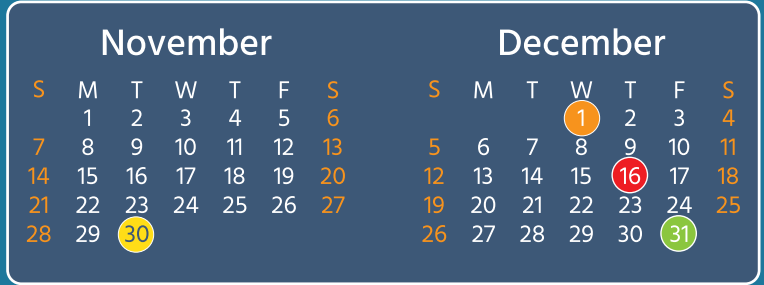 November
S M T W T F S
1 2 3 4 5 6
7 8 9 10 11 12 13
14 15 16 17 18 19 20
21 22 23 24 25 26 27
28 29 30
December
S M T W T F S
1 2 3 4
5 6 7 8 9 10 11
12 13 14 15 16 17 18
19 20 21 22 23 24 25
26 27 28 29 30 31